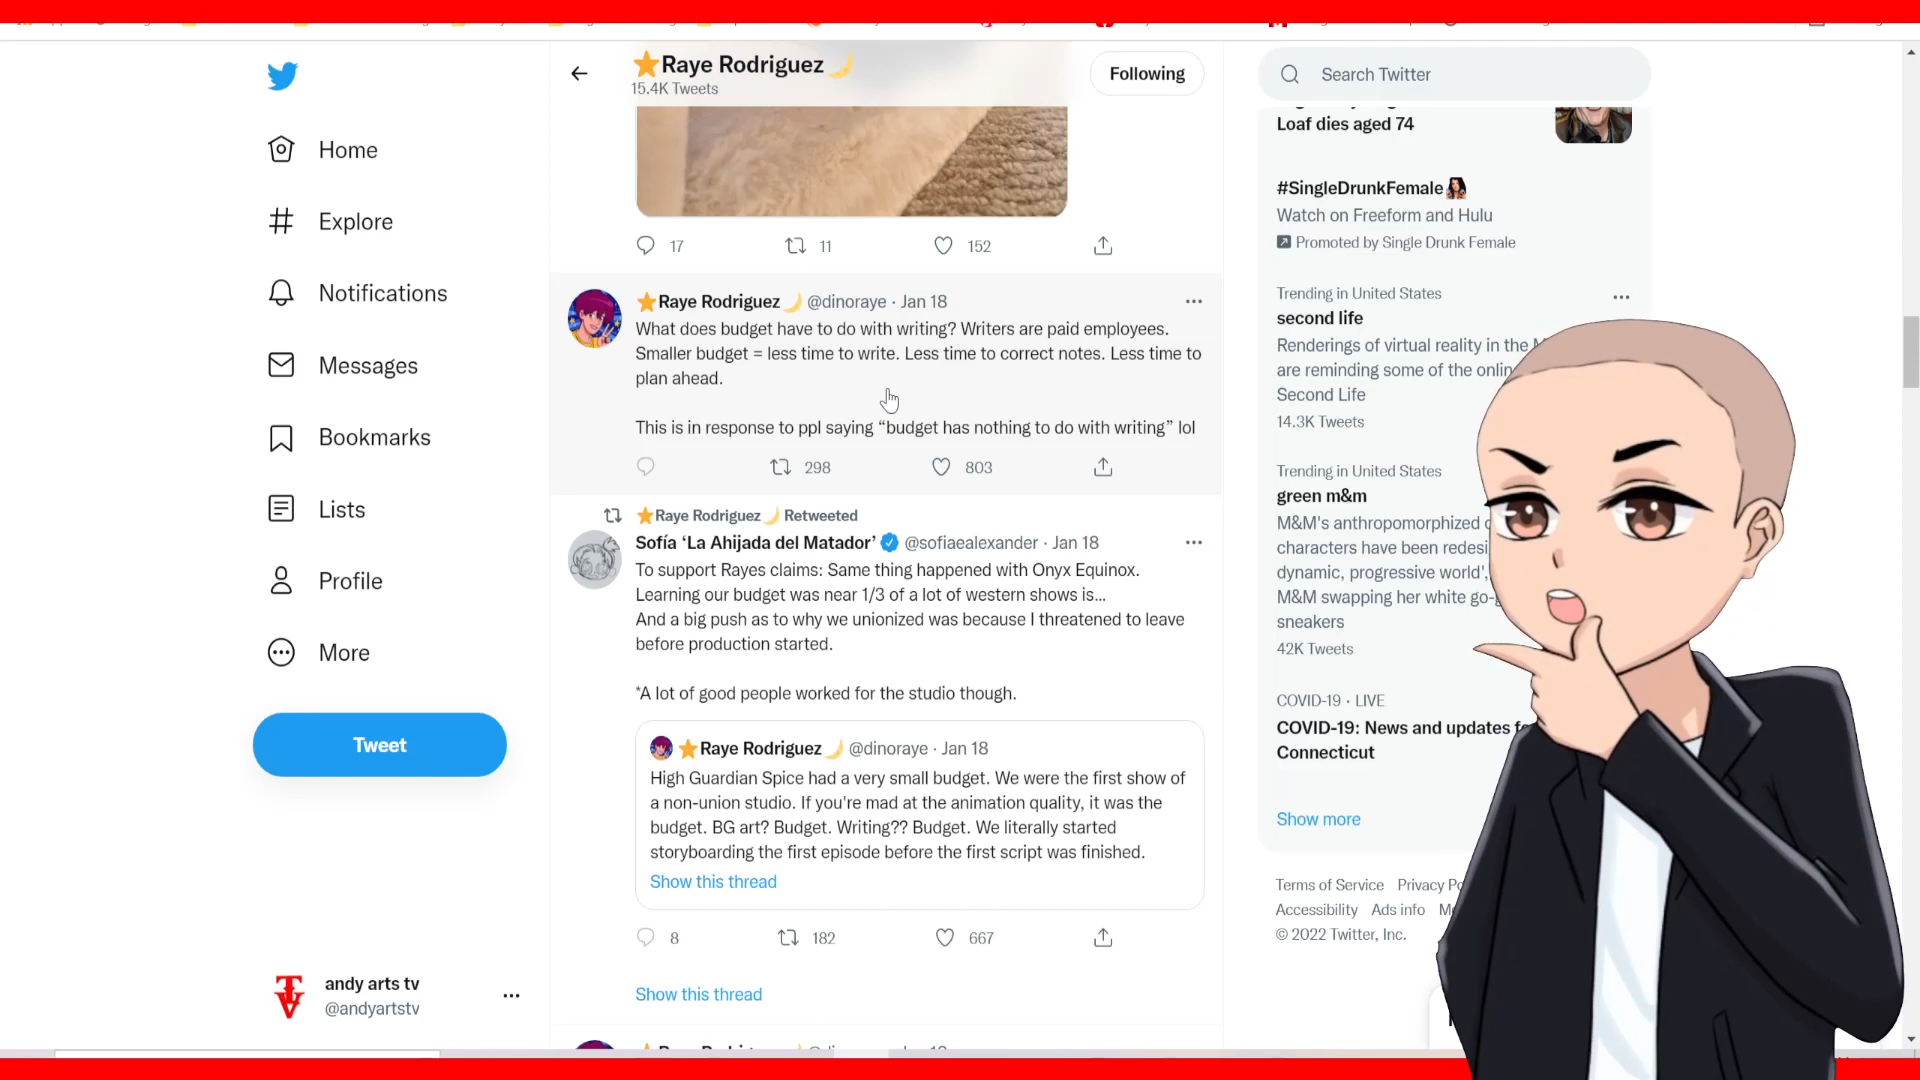 ⭐Raye Rodriguez🌙
15.4K Tweets
Following
Search Twitter
Home
Explore
Notifications
Messages
Bookmarks
Lists
Profile
More
Tweet
andy arts tv
@andyartstv
17 11 152
⭐Raye Rodriguez🌙 @dinoraye · Jan 18
What does budget have to do with writing? Writers are paid employees.
Smaller budget = less time to write. Less time to correct notes. Less time to
plan ahead.
This is in response to ppl saying “budget has nothing to do with writing” lol
298 803
⭐Raye Rodriguez🌙 Retweeted
Sofía ‘La Ahijada del Matador’ @sofiaealexander · Jan 18
To support Rayes claims: Same thing happened with Onyx Equinox.
Learning our budget was near 1/3 of a lot of western shows is...
And a big push as to why we unionized was because I threatened to leave
before production started.
*A lot of good people worked for the studio though.
⭐Raye Rodriguez🌙 @dinoraye · Jan 18
High Guardian Spice had a very small budget. We were the first show of
a non-union studio. If you're mad at the animation quality, it was the
budget. BG art? Budget. Writing?? Budget. We literally started
storyboarding the first episode before the first script was finished.
Show this thread
8 182 667
Show this thread
Loaf dies aged 74
#SingleDrunkFemale
Watch on Freeform and Hulu
Promoted by Single Drunk Female
Trending in United States
second life
Renderings of virtual reality in the
are reminding some of the
Second Life
14.3K Tweets
Trending in United States
green m&m
M&M's anthropomorphized
characters have been
dynamic, progressive world',
M&M swapping her white
sneakers
42K Tweets
COVID-19 · LIVE
COVID-19: News and updates
Connecticut
Show more
Terms of Service Privacy
Accessibility Ads info
© 2022 Twitter, Inc.